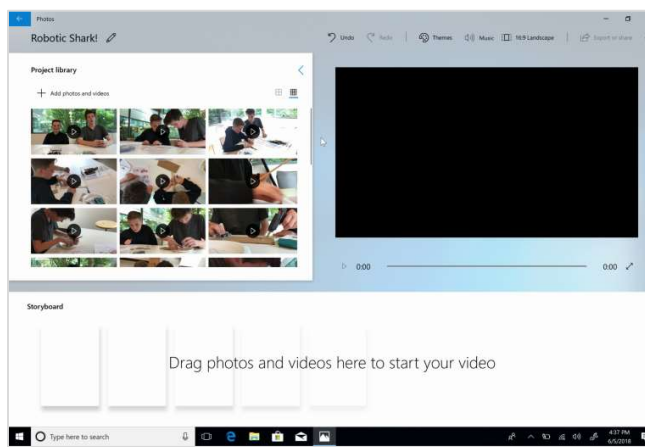 Photos
Robotic Shark!
Undo Redo Themes Music 16:9 Landscape Export or share
Project library
Add photos and videos
0:00 0:00
Storyboard
Drag photos and videos here to start your video
Type here to search
4:37 PM
6/5/2018